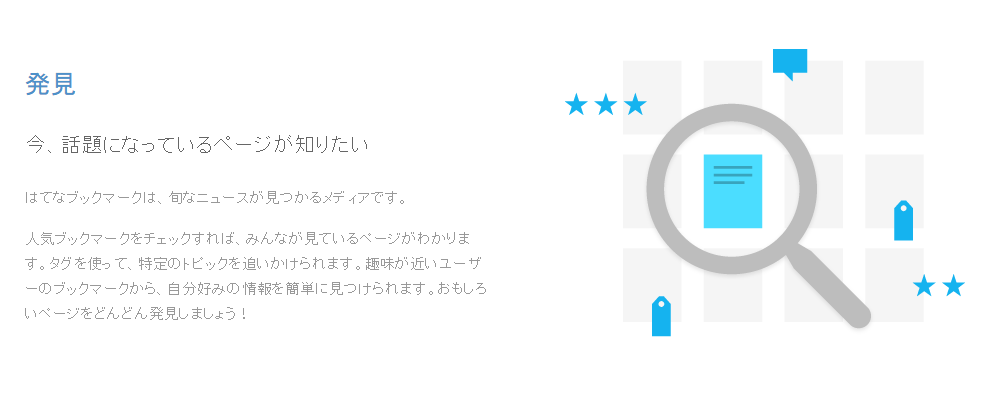 発見
今、話題になっているページが知りたい
はてなブックマークは、旬なニュースが見つかるメディアです。
人気ブックマークをチェックすれば、みんなが見ているページがわかりま
す。タグを使って、特定のトピックを追いかけられます。趣味が近いユーザ
ーのブックマークから、自分好みの情報を簡単に見つけられます。おもしろ
いページをどんどん発見しましょう！